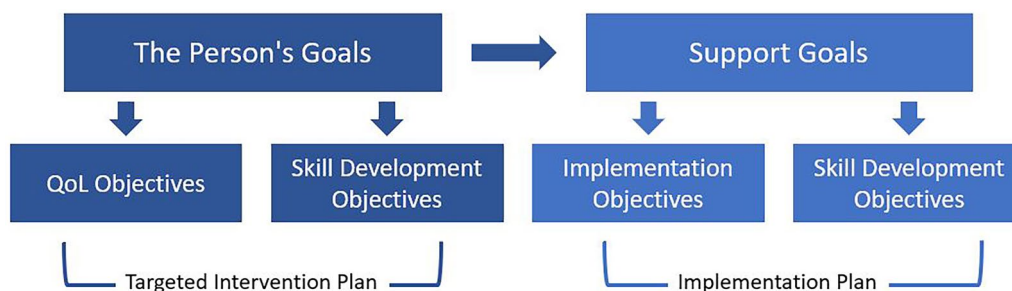 The Person's Goals
Support Goals
QoL Objectives
Skill Development
Objectives
Implementation
Objectives
Skill Development
Objectives
Targeted Intervention Plan
Implementation Plan